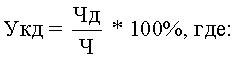 Укд = Чд / Ч * 100%, где: